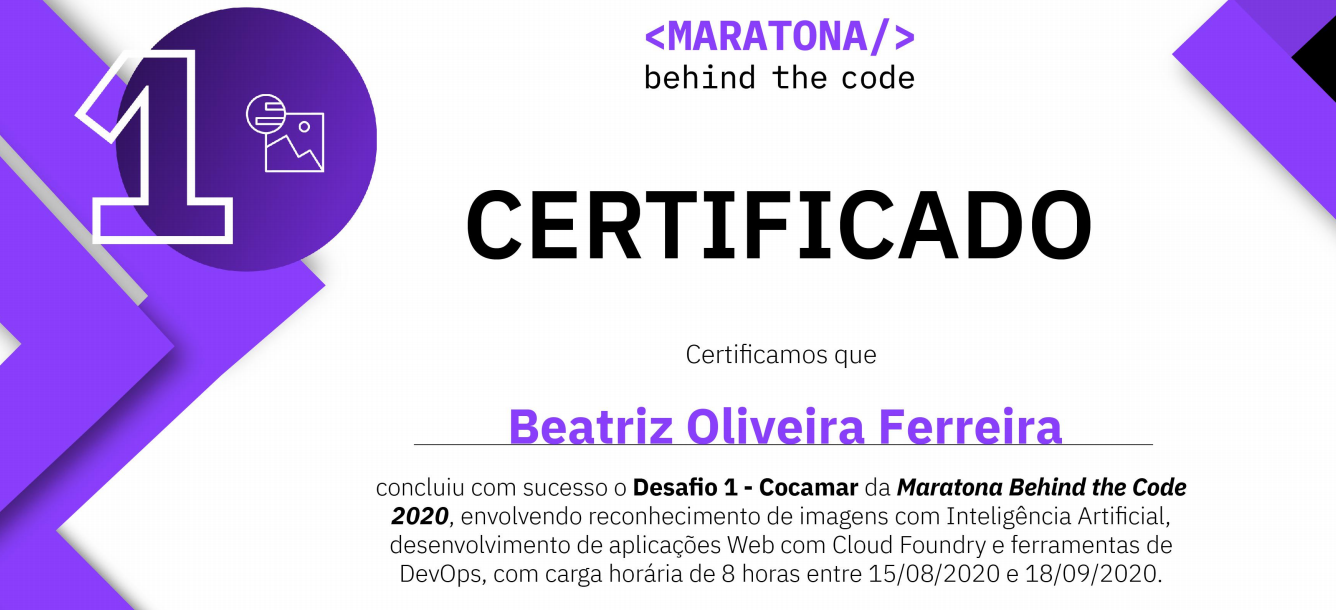 1
<MARATONA/>
behind the code
CERTIFICADO
Certificamos que
Beatriz Oliveira Ferreira
concluiu com sucesso o Desafio 1 - Cocamar da Maratona Behind the Code
2020, envolvendo reconhecimento de imagens com Inteligência Artificial,
desenvolvimento de aplicações Web com Cloud Foundry e ferramentas de
DevOps, com carga horária de 8 horas entre 15/08/2020 e 18/09/2020.